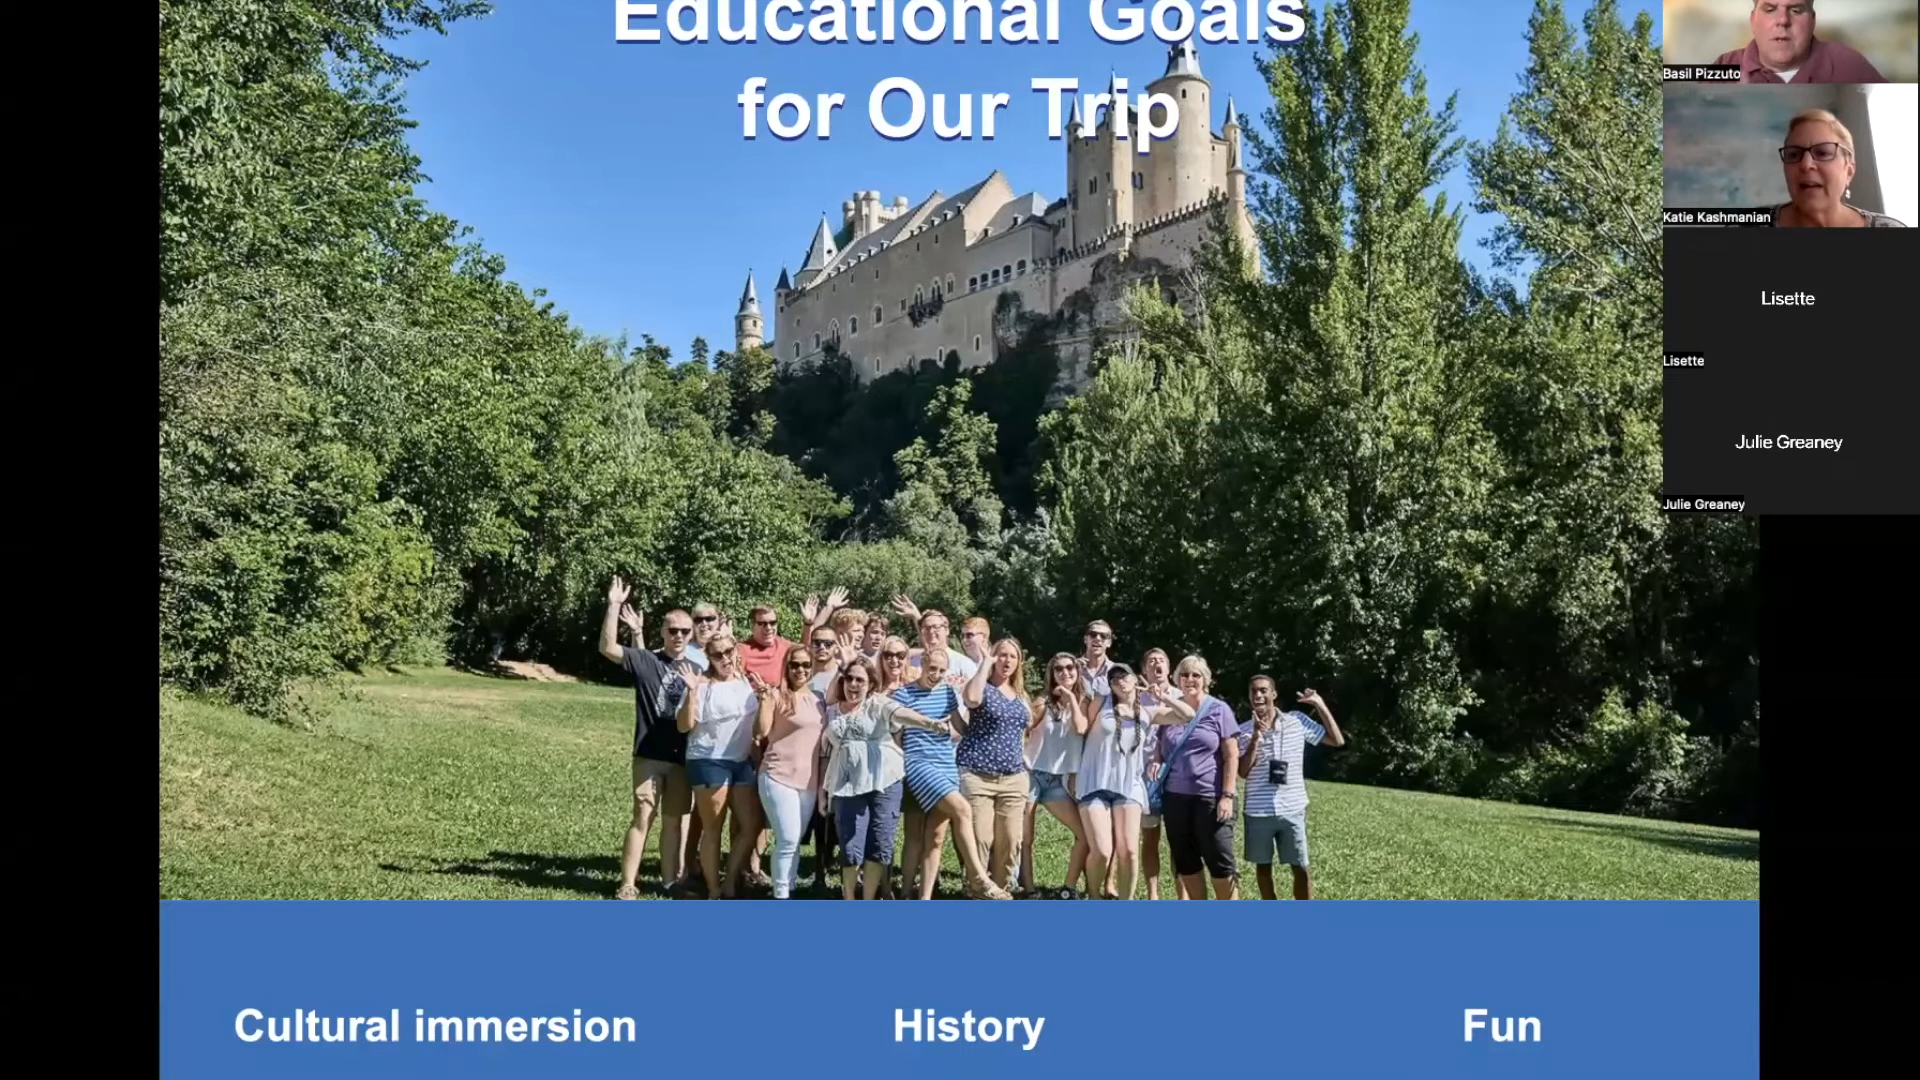 Educational Goals
for Our Trip
Basil Pizzuto
Katie Kashmanian
Lisette
Lisette
Julie Greaney
Julie Greaney
Cultural immersion
History
Fun